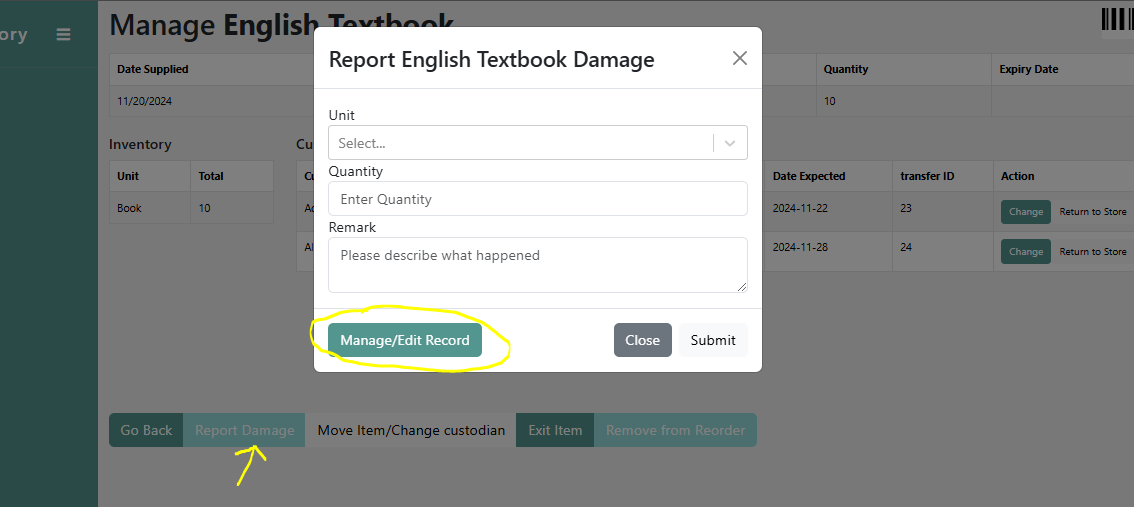 ory
Manage English Textbook
Report English Textbook Damage
Date Supplied
Quantity
Expiry Date
11/20/2024
10
Unit
Select...
Inventory
Cu
Unit
Total
Cu
Date Expected
transfer ID
Action
Quantity
Enter Quantity
Book
10
Ad
2024-11-22
23
Change
Return to Store
Remark
Please describe what happened
Al
2024-11-28
24
Change
Return to Store
Manage/Edit Record
Close
Submit
Go Back
Report Damage
Move Item/Change custodian
Exit Item
Remove from Reorder